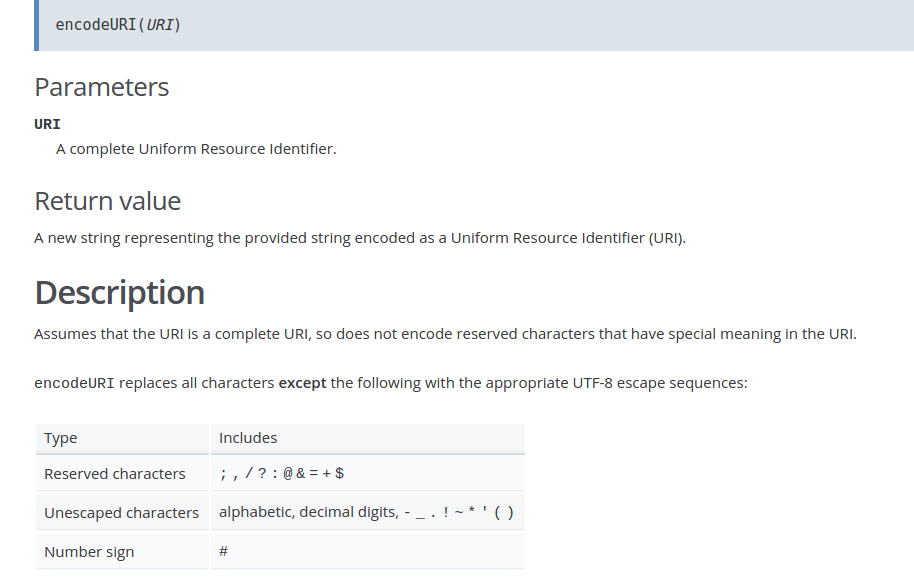 encodeURI(URI)
Parameters
URI
A complete Uniform Resource Identifier.
Return value
A new string representing the provided string encoded as a Uniform Resource Identifier (URI).
Description
Assumes that the URI is a complete URI, so does not encode reserved characters that have special meaning in the URI.
encodeURI replaces all characters except the following with the appropriate UTF-8 escape sequences:
Type Includes
Reserved characters ; , / ? : @ & = + $
Unescaped characters alphabetic, decimal digits, - _ . ! ~ * ' ( )
Number sign #